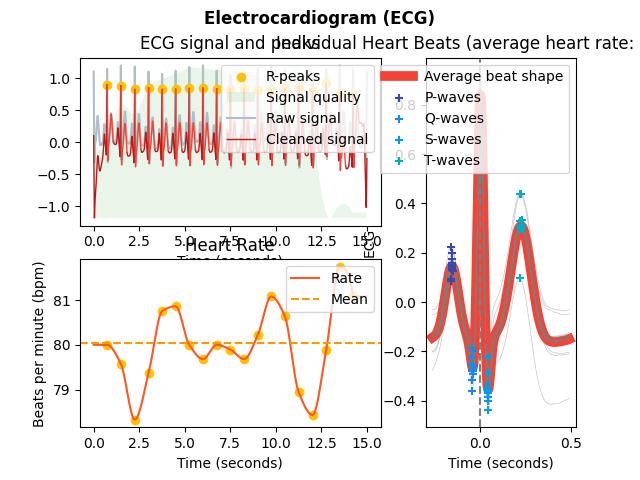 Electrocardiogram (ECG)
ECG signal and peaks
Individual Heart Beats (average heart rate:
R-peaks
Signal quality
Raw signal
Cleaned signal
1.0
0.5
0.0
−0.5
−1.0
0.0 2.5 5.0 7.5 10.0 12.5 15.0
Time (seconds)
Heart Rate
Rate
Mean
Beats per minute (bpm)
81
80
79
0.0 2.5 5.0 7.5 10.0 12.5 15.0
Time (seconds)
Average beat shape
P-waves
Q-waves
S-waves
T-waves
ECG
0.8
0.6
0.4
0.2
0.0
−0.2
−0.4
0.0 0.5
Time (seconds)